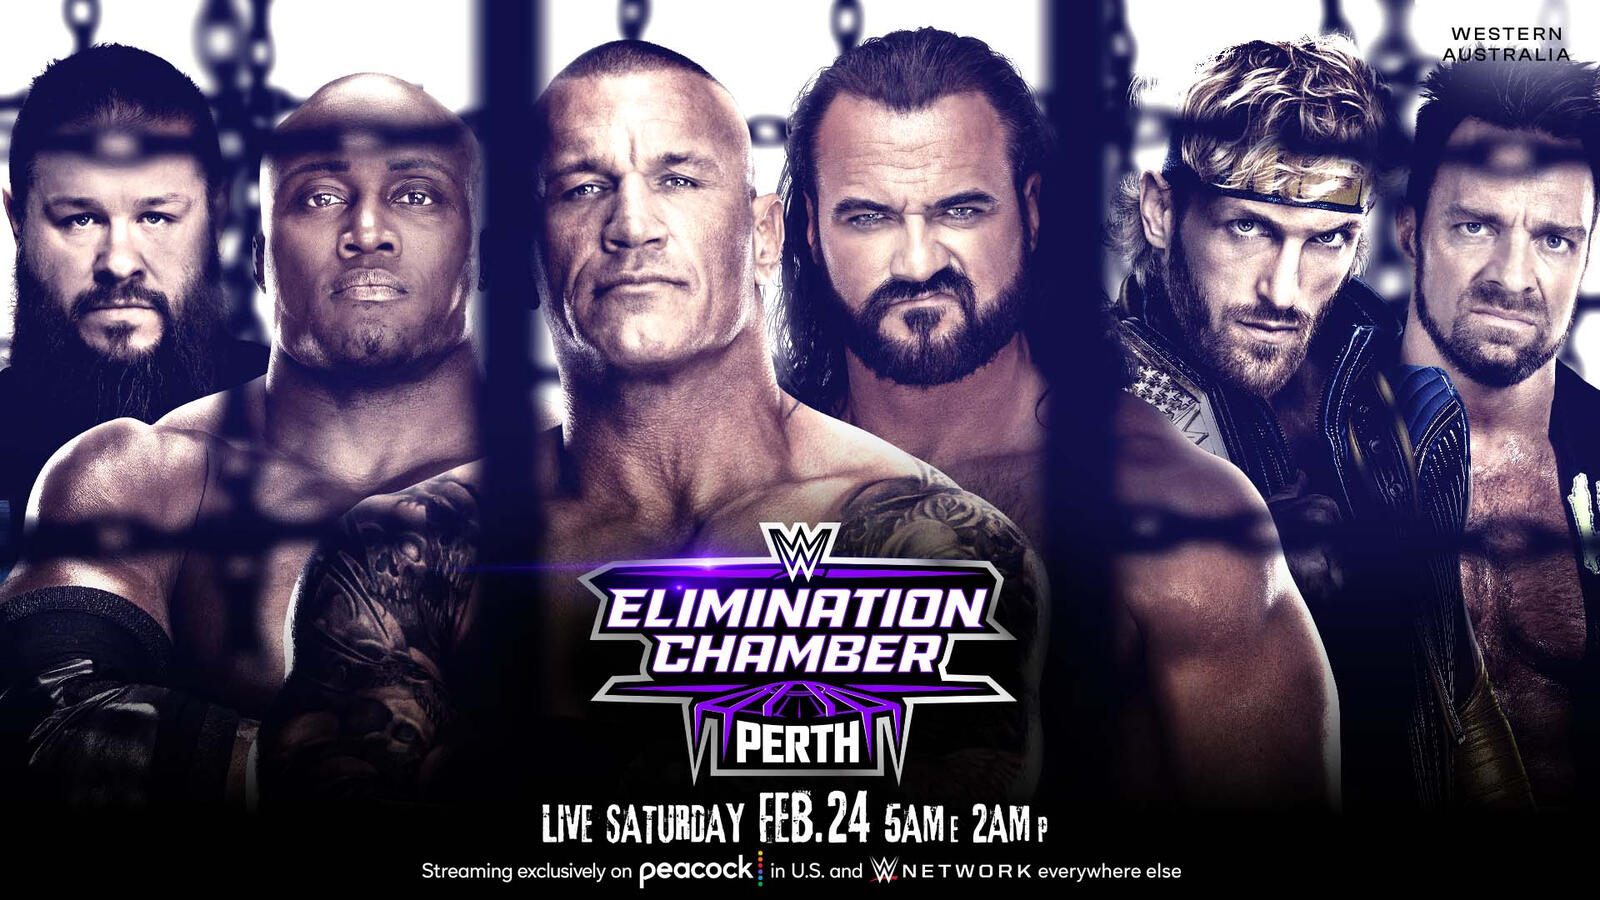 WESTERN
AUSTRALIA
W
ELIMINATION
CHAMBER
PERTH
LIVE SATURDAY FEB.24 5AM E 2AM P
Streaming exclusively on peacock in U.S. and W NETWORK everywhere else